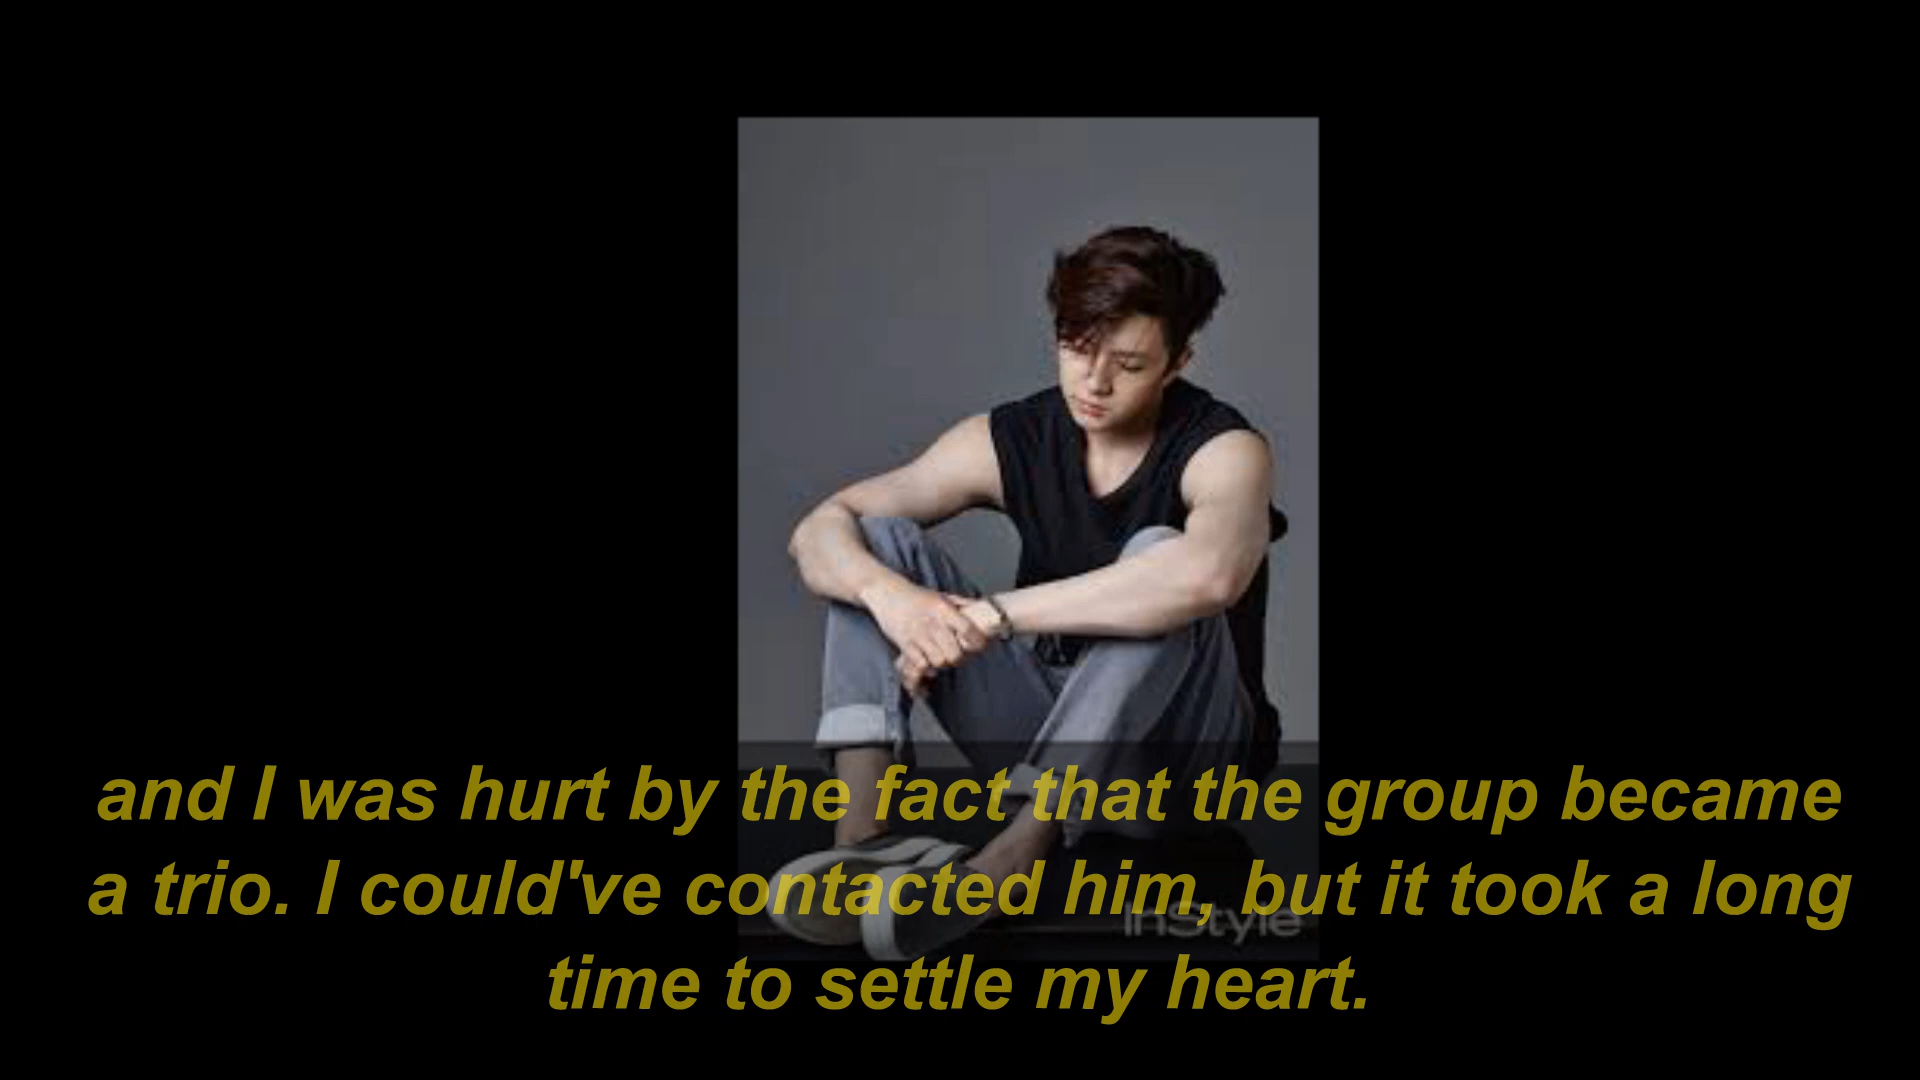 and I was hurt by the fact that the group became
a trio. I could've contacted him, but it took a long
time to settle my heart.
InStyle